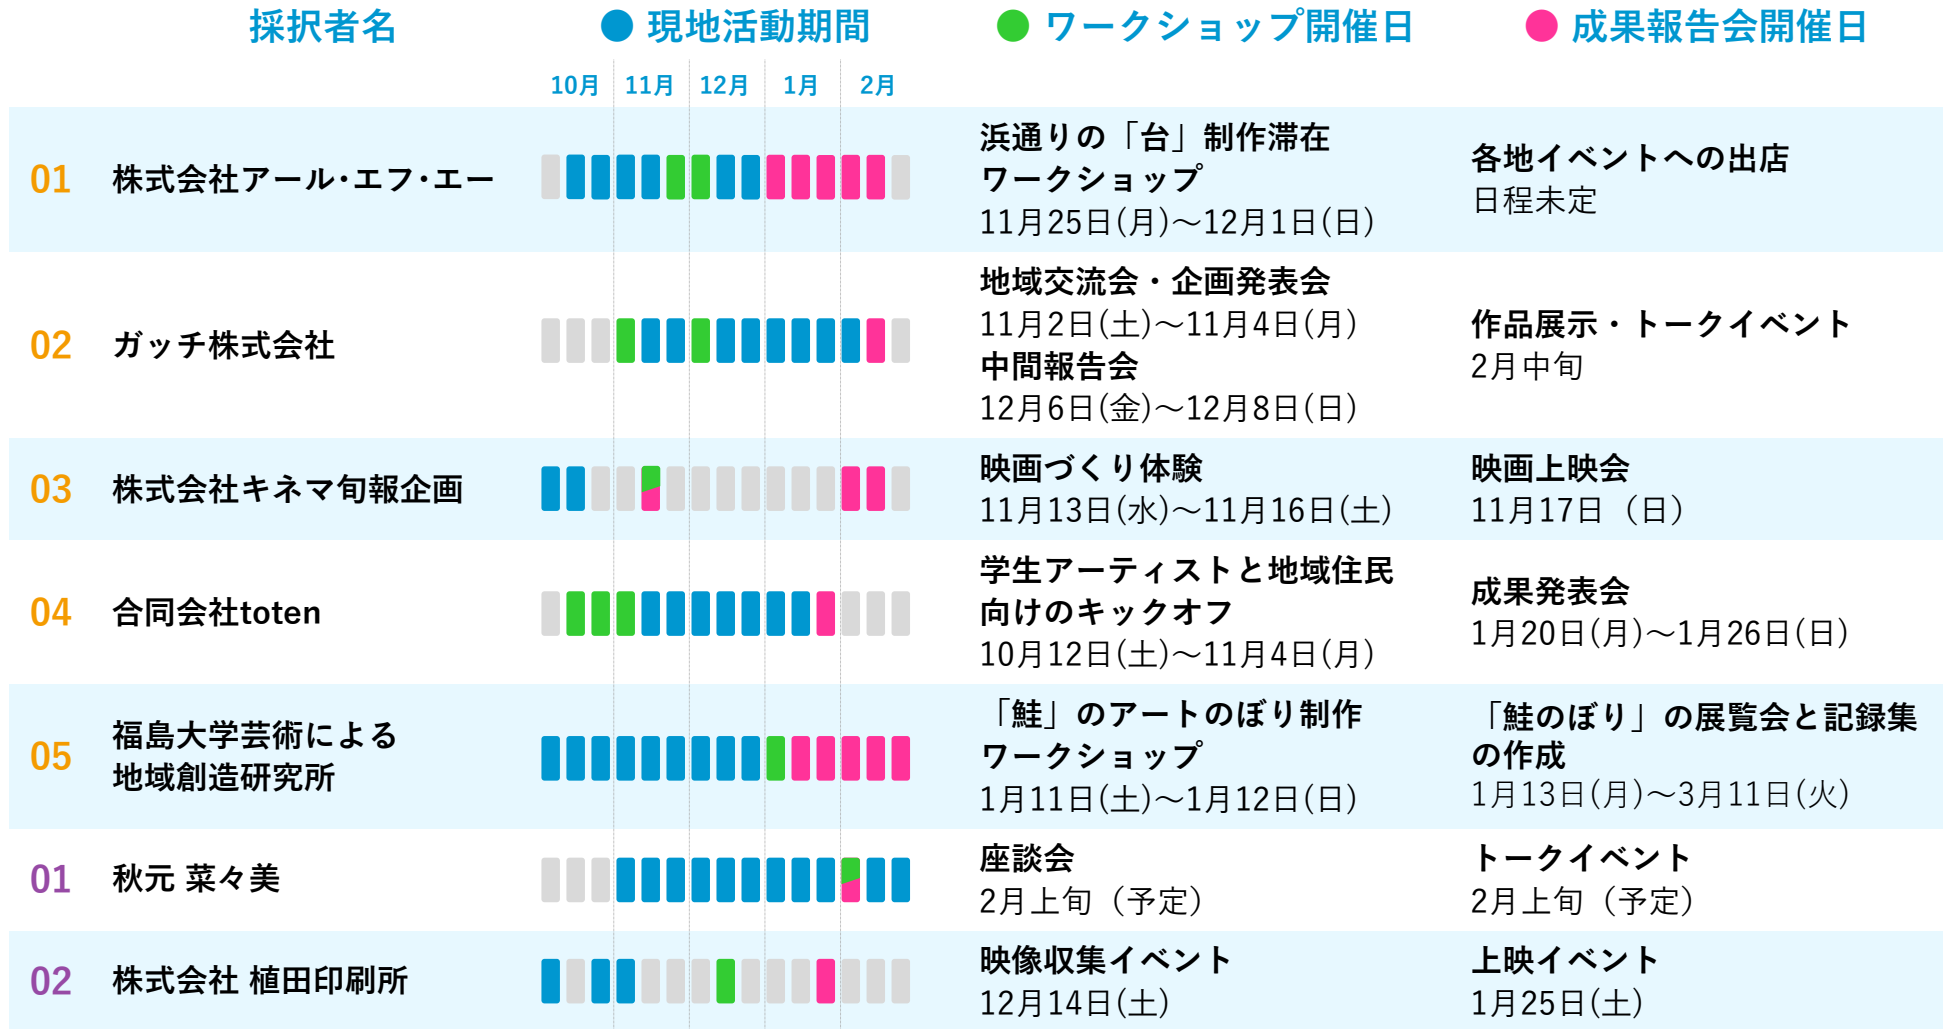 採択者名
現地活動期間
ワークショップ開催日
成果報告会開催日
10月 11月 12月 1月 2月
01
株式会社アール・エフ・エー
浜通りの「台」制作滞在
ワークショップ
11月25日(月)～12月1日(日)
各地イベントへの出店
日程未定
02
ガッチ株式会社
地域交流会・企画発表会
11月2日(土)～11月4日(月)
中間報告会
12月6日(金)～12月8日(日)
作品展示・トークイベント
2月中旬
03
株式会社キネマ旬報企画
映画づくり体験
11月13日(水)～11月16日(土)
映画上映会
11月17日（日）
04
合同会社toten
学生アーティストと地域住民
向けのキックオフ
10月12日(土)～11月4日(月)
成果発表会
1月20日(月)～1月26日(日)
05
福島大学芸術による
地域創造研究所
「鮭」のアートのぼり制作
ワークショップ
1月11日(土)～1月12日(日)
「鮭のぼり」の展覧会と記録集
の作成
1月13日(月)～3月11日(火)
01
秋元 菜々美
座談会
2月上旬（予定）
トークイベント
2月上旬（予定）
02
株式会社 植田印刷所
映像収集イベント
12月14日(土)
上映イベント
1月25日(土)